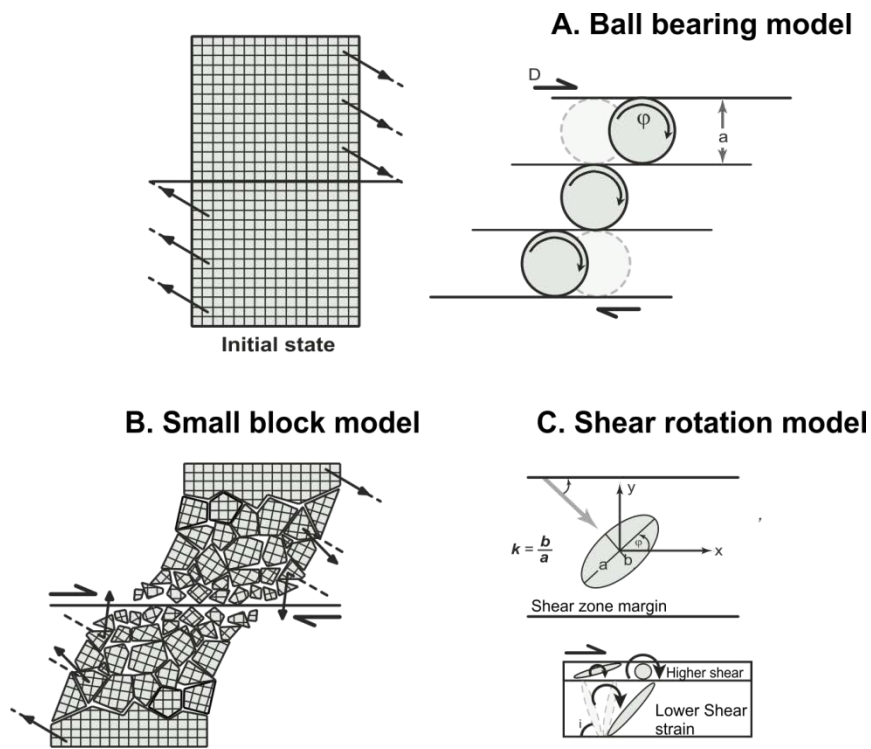 A. Ball bearing model
D
φ
a
Initial state
B. Small block model
C. Shear rotation model
y
k = b/a
φ
x
a
b
,
Shear zone margin
Higher shear
Lower Shear
strain
i